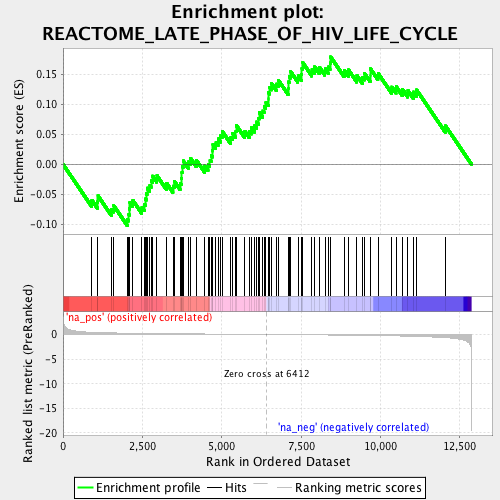 Enrichment plot:
REACTOME_LATE_PHASE_OF_HIV_LIFE_CYCLE
Enrichment score (ES)
0.15
0.10
0.05
0.00
-0.05
-0.10
'na_pos' (positively correlated)
Ranked list metric (PreRanked)
0
-5
-10
-15
-20
Zero cross at 6412
'na_neg' (negatively correlated)
0
2,500
5,000
7,500
10,000
12,500
Rank in Ordered Dataset
Enrichment profile
Hits
Ranking metric scores